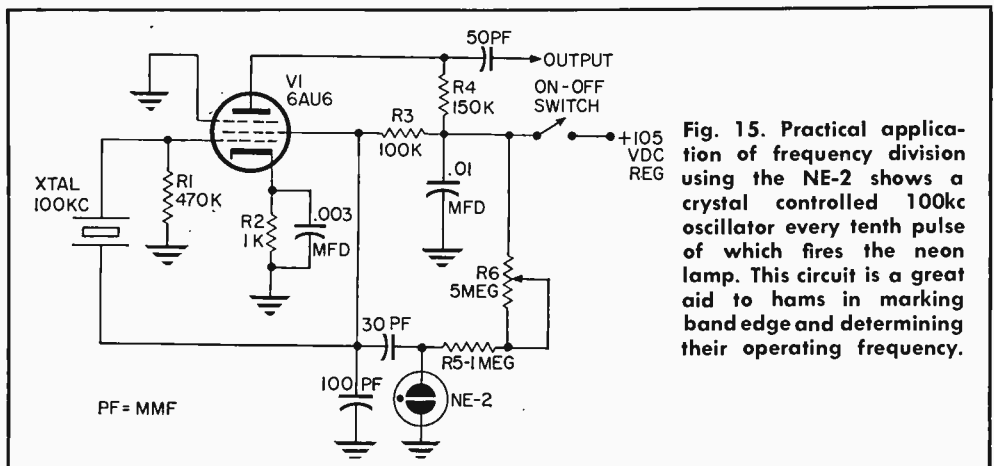 50PF
OUTPUT
V1
6AU6
R4
150K
ON-OFF
SWITCH
R3
100K
+105
VDC
REG
XTAL
100KC
R1
470K
R2
1K
.003
MFD
.01
MFD
R6
5MEG
30 PF
R5-1MEG
100 PF
NE-2
PF = MMF
Fig. 15. Practical applica-
tion of frequency division
using the NE-2 shows a
crystal controlled 100kc
oscillator every tenth pulse
of which fires the neon
lamp. This circuit is a great
aid to hams in marking
band edge and determining
their operating frequency.